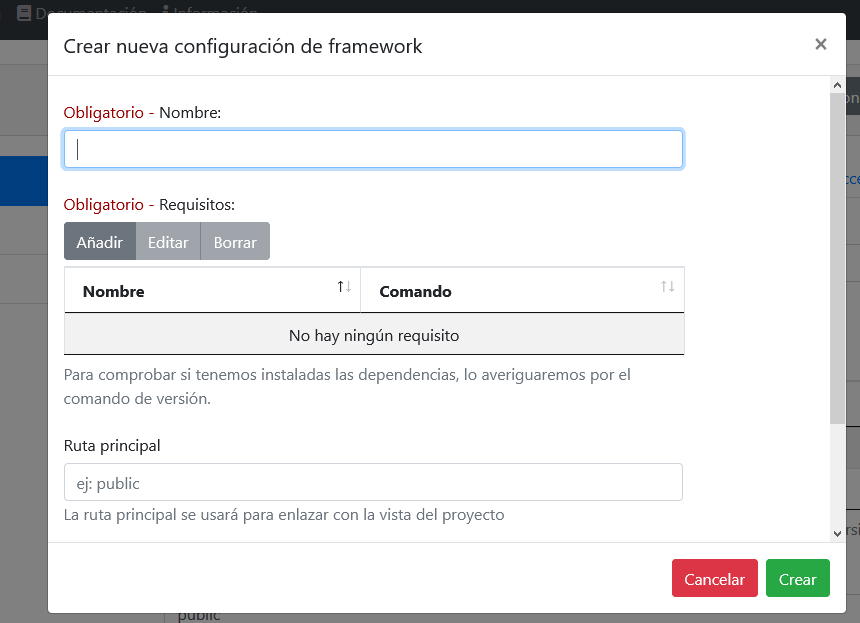 Documentación Información
Crear nueva configuración de framework ×
Obligatorio - Nombre:
Obligatorio - Requisitos:
Añadir Editar Borrar
Nombre Comando
No hay ningún requisito
Para comprobar si tenemos instaladas las dependencias, lo averiguaremos por el
comando de versión.
Ruta principal
ej: public
La ruta principal se usará para enlazar con la vista del proyecto
Cancelar Crear
public